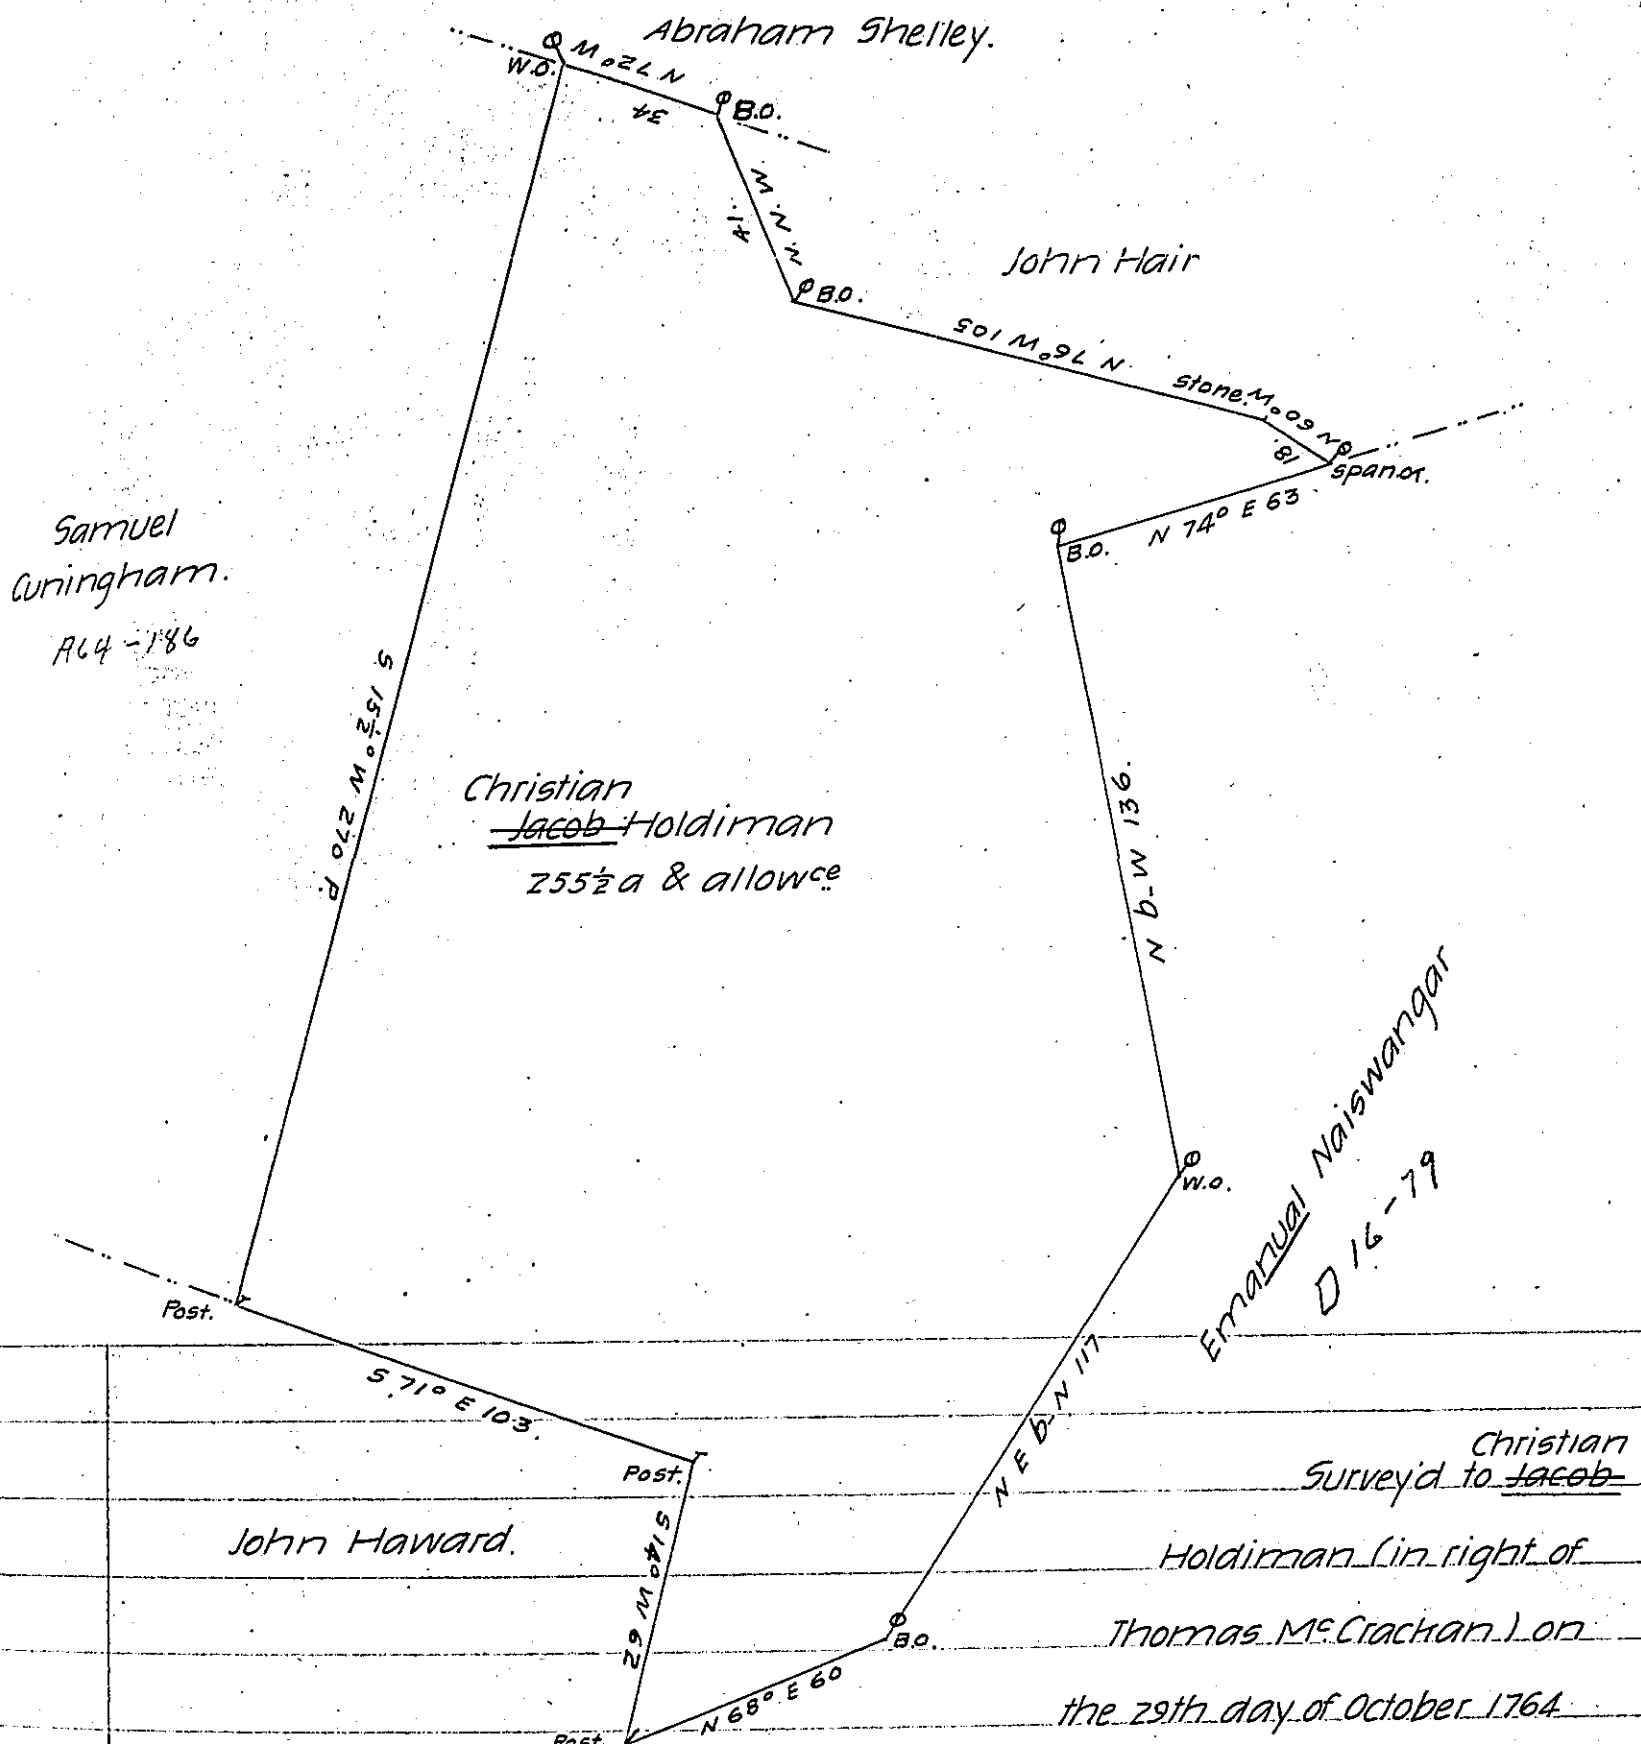 Abraham Shelley.
W.O.
N 72° W
34
B.O.
N. N. W
41.
B.O.
John Hair
N 76° W 105
Stone.
N 60° W
18.
Span.or.
N 74° E 63
B.O.
Samuel
Cuningham.
A64-186
S 15½° W 270 P.
Christian
Jacob Holdiman
255½ a & allowce
N b. W 136.
W.O.
Emanual Naiswangar
D 16-79
Post.
S 71° E 103.
N E b. N 117
Post.
Christian
Survey'd to Jacob
John Haward.
S 14° W 62
Holdiman (in right of
B.O.
Thomas Mc.Crackan) on
N 68° E 60
the 29th day of October 1764
Post.